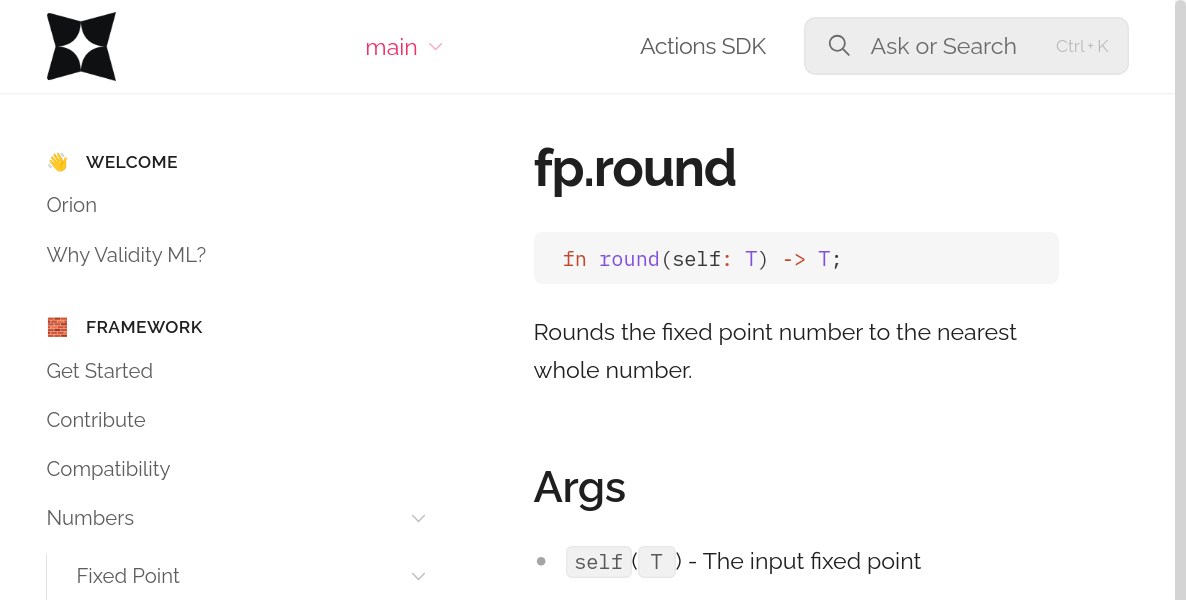 main
Actions SDK
Ask or Search
Ctrl+K
👋 WELCOME
Orion
Why Validity ML?
🧱 FRAMEWORK
Get Started
Contribute
Compatibility
Numbers
Fixed Point
fp.round
fn round(self: T) -> T;
Rounds the fixed point number to the nearest
whole number.
Args
self(T) - The input fixed point